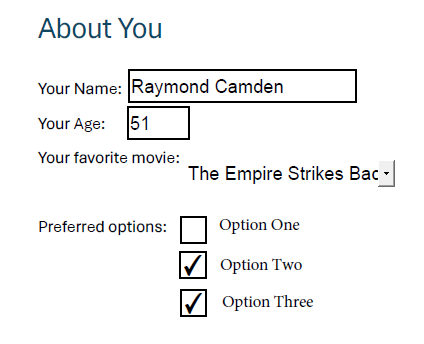 About You
Your Name: Raymond Camden
Your Age: 51
Your favorite movie: The Empire Strikes Bac
Preferred options: Option One
Option Two
Option Three